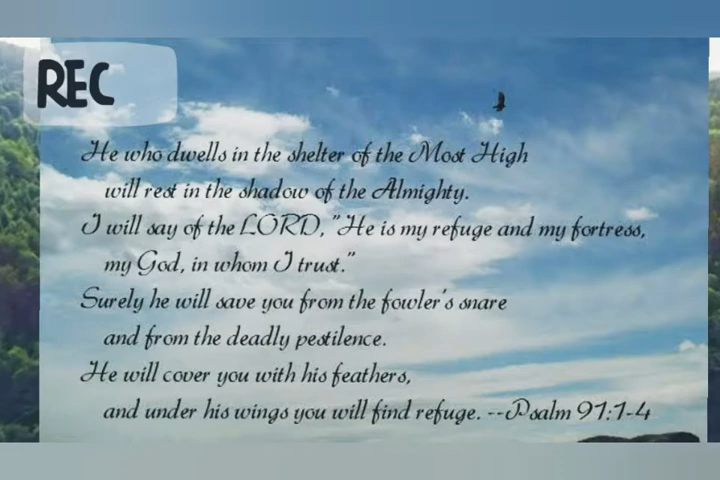 REC
He who dwells in the shelter of the Most High
will rest in the shadow of the Almighty.
I will say of the LORD, "He is my refuge and my fortress,
my God, in whom I trust."
Surely he will save you from the fowler's snare
and from the deadly pestilence.
He will cover you with his feathers,
and under his wings you will find refuge. --Psalm 91:1-4